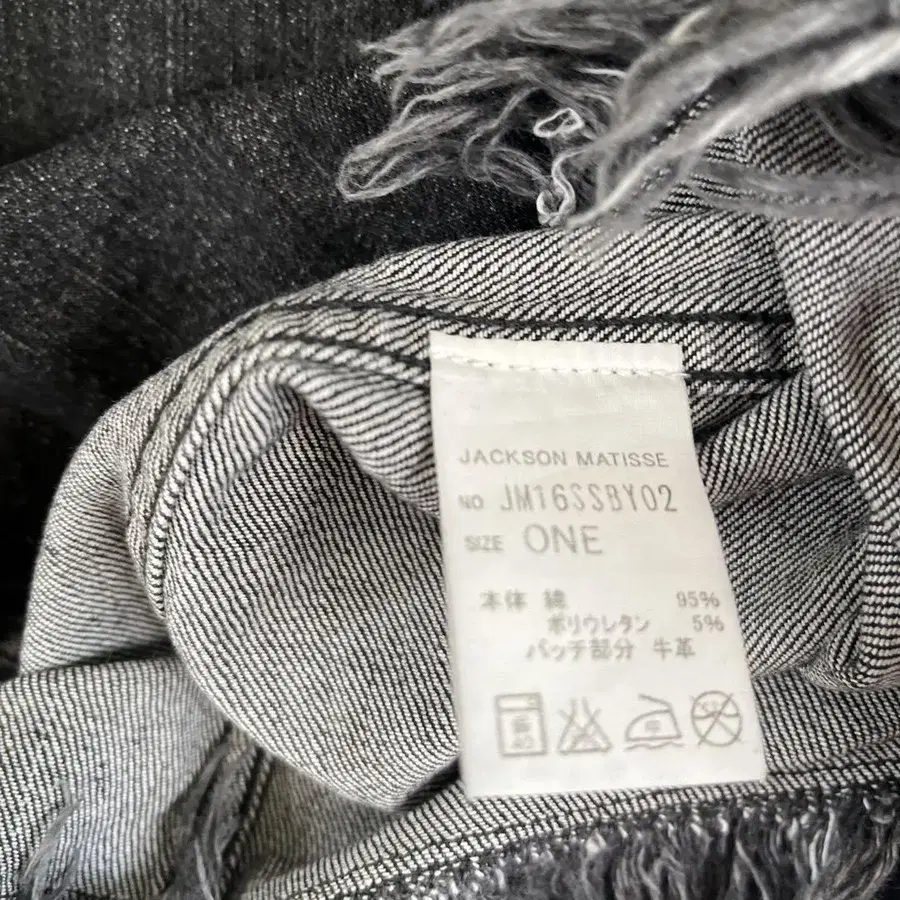 JACKSON MATISSE
NO JM16SSBY02
SIZE ONE
本体 綿 95%
ポリウレタン 5%
パッチ部分 牛革
40